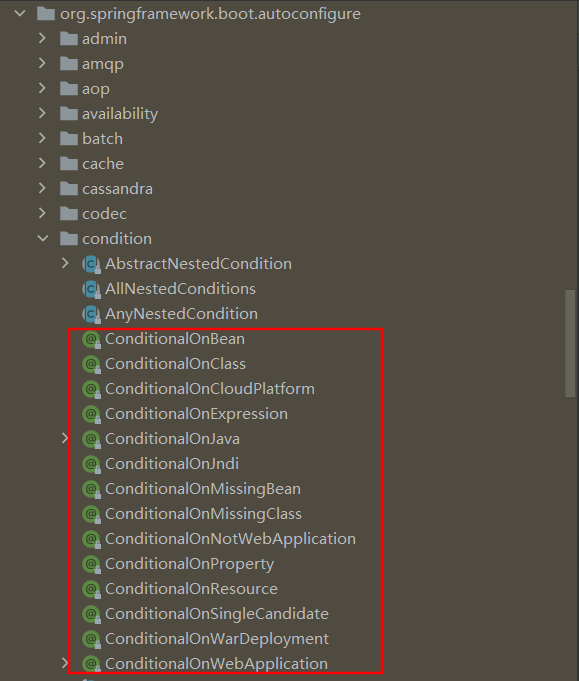 org.springframework.boot.autoconfigure
admin
amqp
aop
availability
batch
cache
cassandra
codec
condition
AbstractNestedCondition
AllNestedConditions
AnyNestedCondition
ConditionalOnBean
ConditionalOnClass
ConditionalOnCloudPlatform
ConditionalOnExpression
ConditionalOnJava
ConditionalOnJndi
ConditionalOnMissingBean
ConditionalOnMissingClass
ConditionalOnNotWebApplication
ConditionalOnProperty
ConditionalOnResource
ConditionalOnSingleCandidate
ConditionalOnWarDeployment
ConditionalOnWebApplication